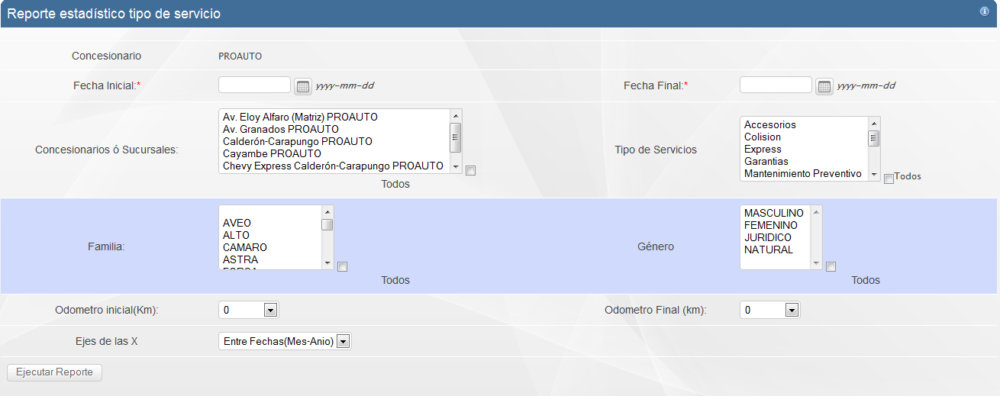 Reporte estadístico tipo de servicio
Concesionario PROAUTO
Fecha Inicial:* yyyy-mm-dd Fecha Final:* yyyy-mm-dd
Concesionarios ó Sucursales:
Av. Eloy Alfaro (Matriz) PROAUTO
Av. Granados PROAUTO
Calderón-Carapungo PROAUTO
Cayambe PROAUTO
Chevy Express Calderón-Carapungo PROAUTO
Todos
Tipo de Servicios
Accesorios
Colision
Express
Garantias
Mantenimiento Preventivo
Todos
Familia:
AVEO
ALTO
CAMARO
ASTRA
Todos
Género
MASCULINO
FEMENINO
JURIDICO
NATURAL
Todos
Odometro inicial(Km): 0 Odometro Final (km): 0
Ejes de las X Entre Fechas(Mes-Anio)
Ejecutar Reporte